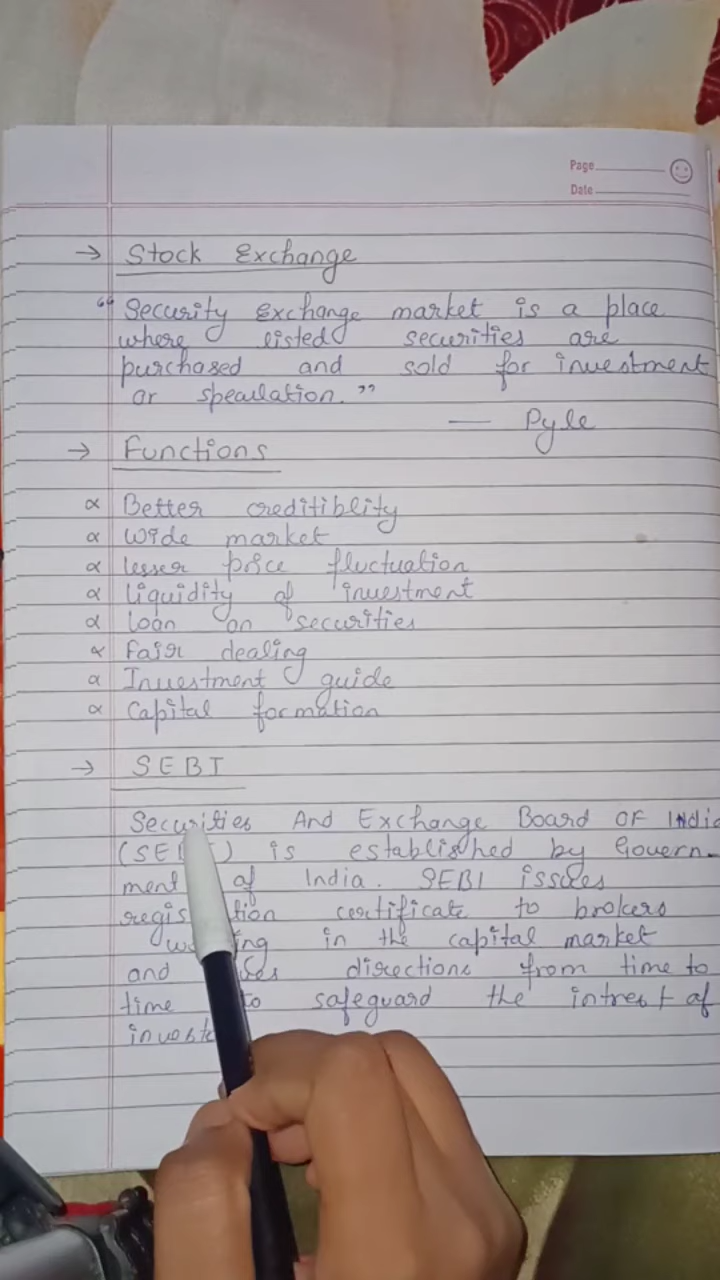 Page
Date
→ Stock Exchange
"Security Exchange market is a place
where listed securities are
purchased and sold for investment
or speculation."
— Pyle
→ Functions
∝ Better creditiblity
∝ Wide market
∝ lesser price fluctuation
∝ liquidity of investment
∝ loan on securities
∝ Fair dealing
∝ Investment guide
∝ Capital formation
→ SEBI
Securities And Exchange Board OF India
(SEBI) is established by Govern-
ment of India. SEBI issues
certificate to brokers
in the capital market
and directions from time to
time to safeguard the intrest of